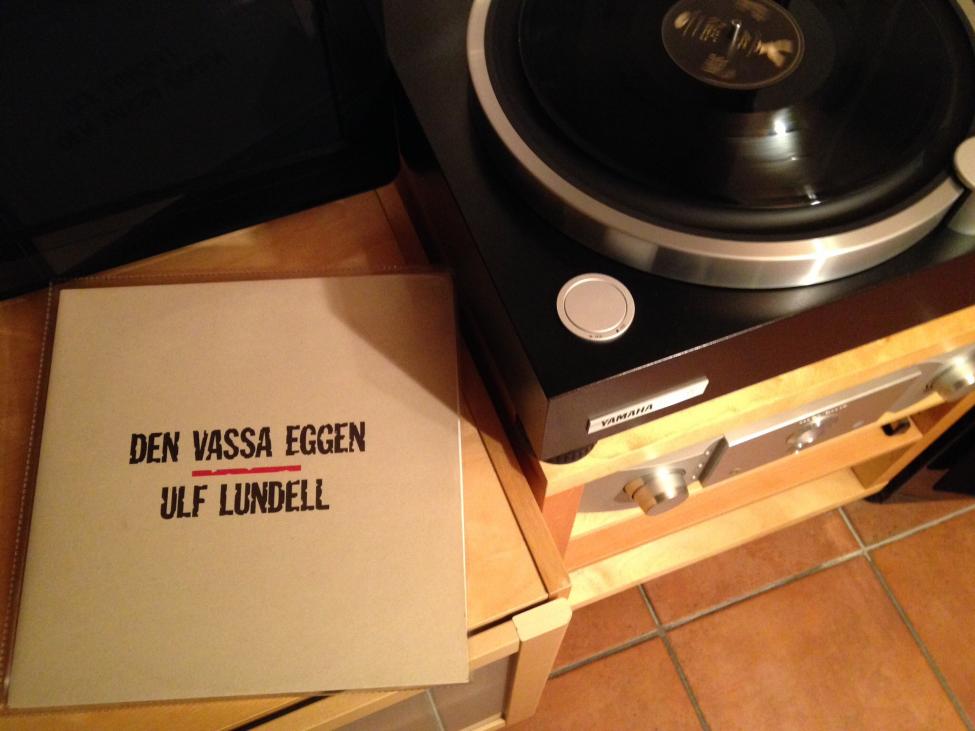 DEN VASSA EGGEN
ULF LUNDELL
YAMAHA